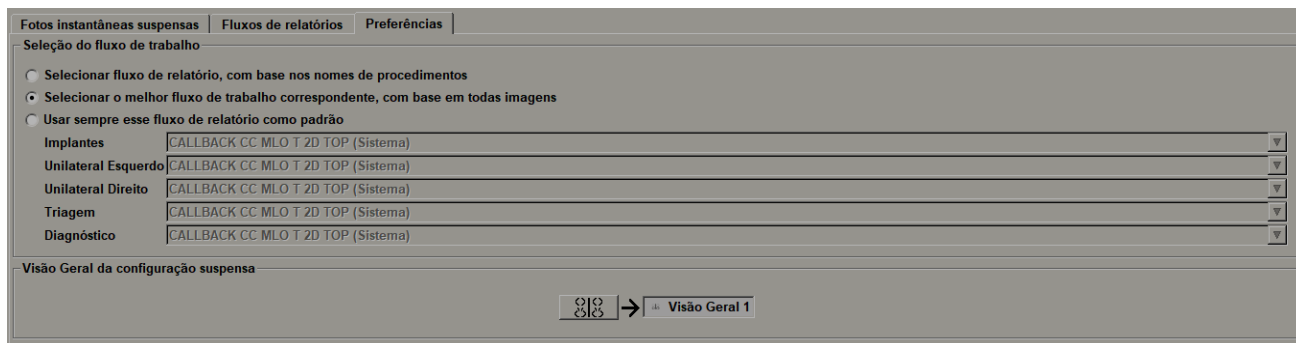 Fotos instantâneas suspensas Fluxos de relatórios Preferências
Seleção do fluxo de trabalho
Selecionar fluxo de relatório, com base nos nomes de procedimentos
Selecionar o melhor fluxo de trabalho correspondente, com base em todas imagens
Usar sempre esse fluxo de relatório como padrão
Implantes CALLBACK CC MLO T 2D TOP (Sistema)
Unilateral Esquerdo CALLBACK CC MLO T 2D TOP (Sistema)
Unilateral Direito CALLBACK CC MLO T 2D TOP (Sistema)
Triagem CALLBACK CC MLO T 2D TOP (Sistema)
Diagnóstico CALLBACK CC MLO T 2D TOP (Sistema)
Visão Geral da configuração suspensa
Visão Geral 1